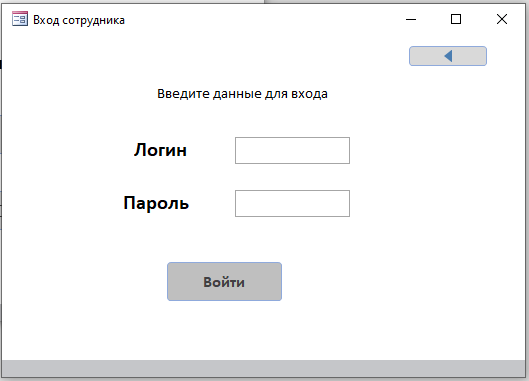 Вход сотрудника
Введите данные для входа
Логин
Пароль
Войти